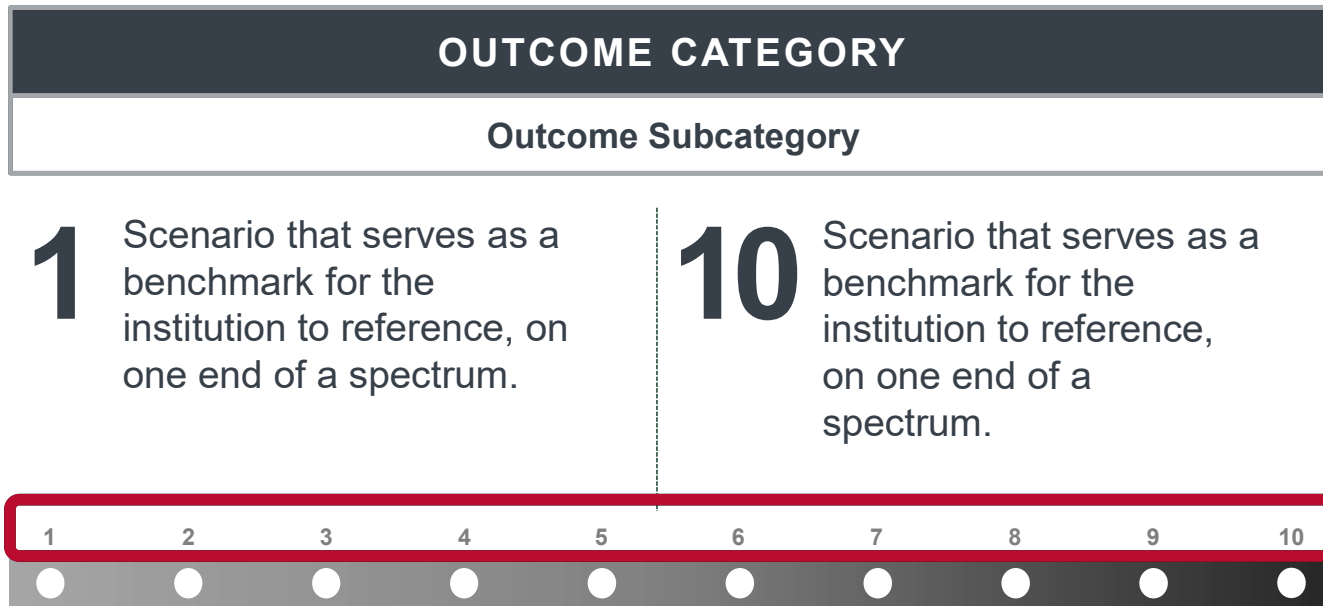 OUTCOME CATEGORY
Outcome Subcategory
1
Scenario that serves as a
benchmark for the
institution to reference, on
one end of a spectrum.
10
Scenario that serves as a
benchmark for the
institution to reference,
on one end of a
spectrum.
1 2 3 4 5 6 7 8 9 10